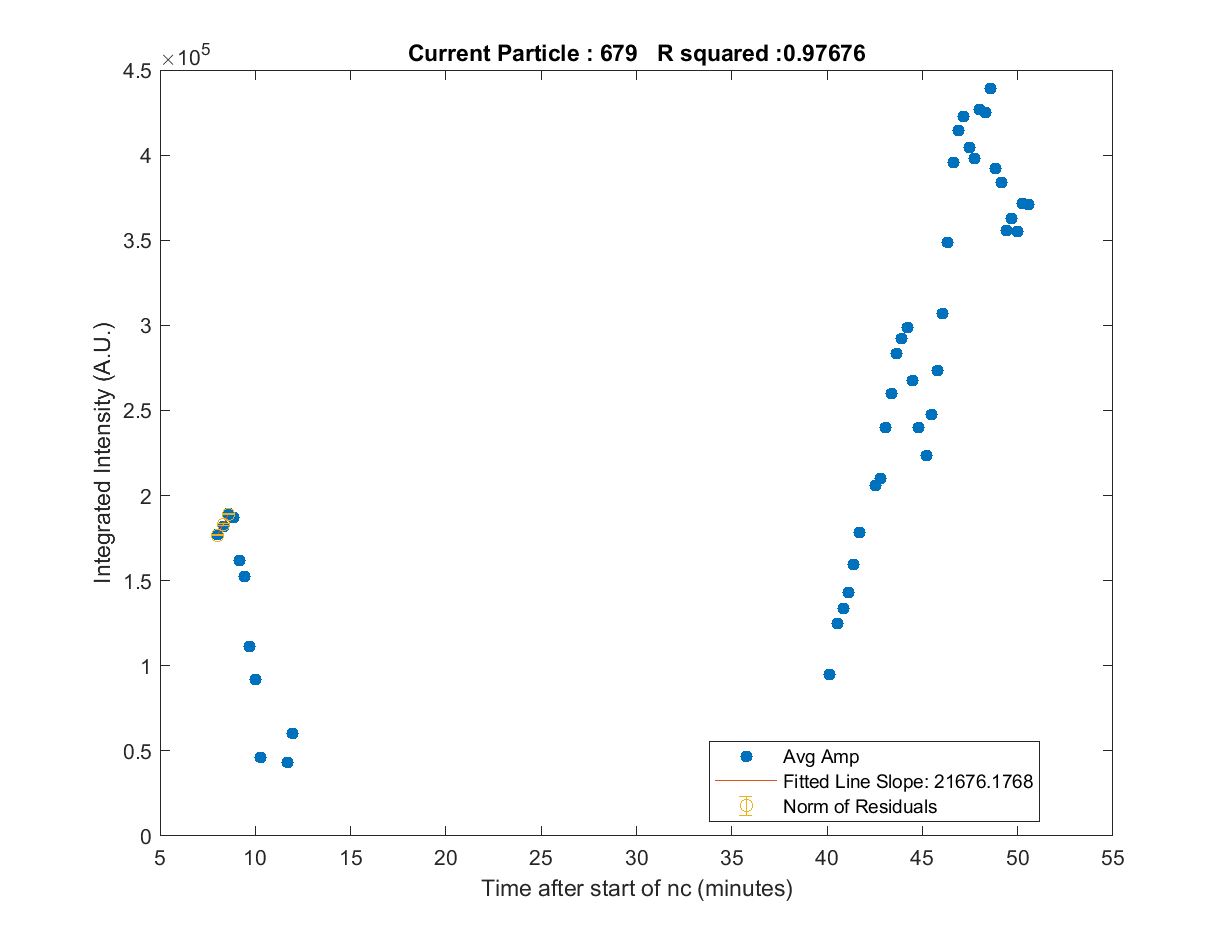 Current Particle : 679   R squared :0.97676
×10^5
4.5
4
3.5
3
2.5
2
1.5
1
0.5
0
Integrated Intensity (A.U.)
5 10 15 20 25 30 35 40 45 50 55
Time after start of nc (minutes)
Avg Amp
Fitted Line Slope: 21676.1768
Norm of Residuals